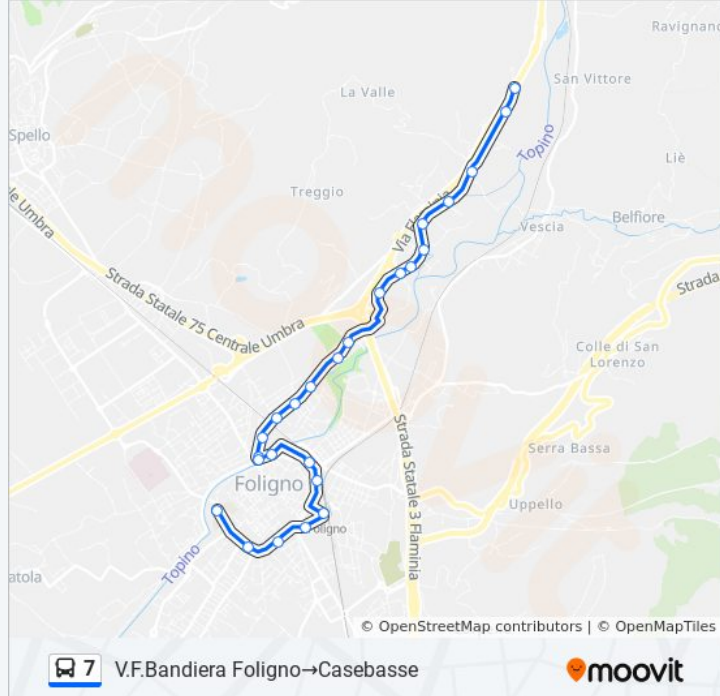 Ravignano
San Vittore
La Valle
Topino
Spello
Liè
Treggio
Via Flaminia
Belfiore
Vescia
le Umbra
Strada Statale 75 Centrale Umbra
Strada
Colle di San
Lorenzo
Strada Statale 3 Flaminia
Serra Bassa
Foligno
Uppello
oligno
Topino
atola
© OpenStreetMap contributors | © OpenMapTiles
7 V.F.Bandiera Foligno→Casebasse
moovit